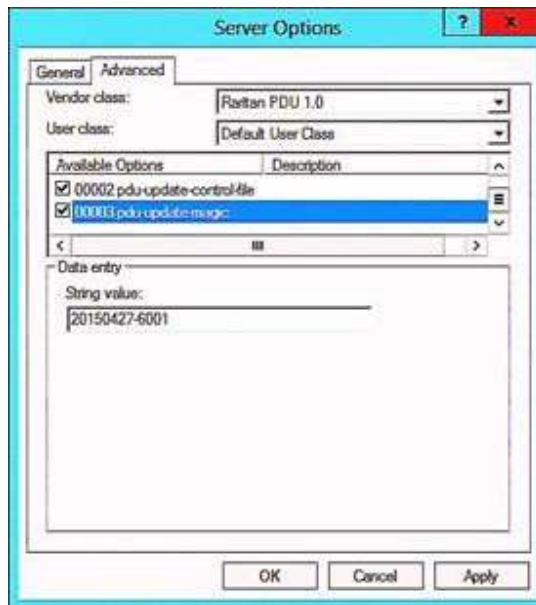 Server Options
?
x
General
Advanced
Vendor class:
Raritan PDU 1.0
User class:
Default User Class
Available Options
Description
00002 pdu-update-control-file
00003 pdu-update-magic
Data entry
String value:
20150427-6001
OK
Cancel
Apply